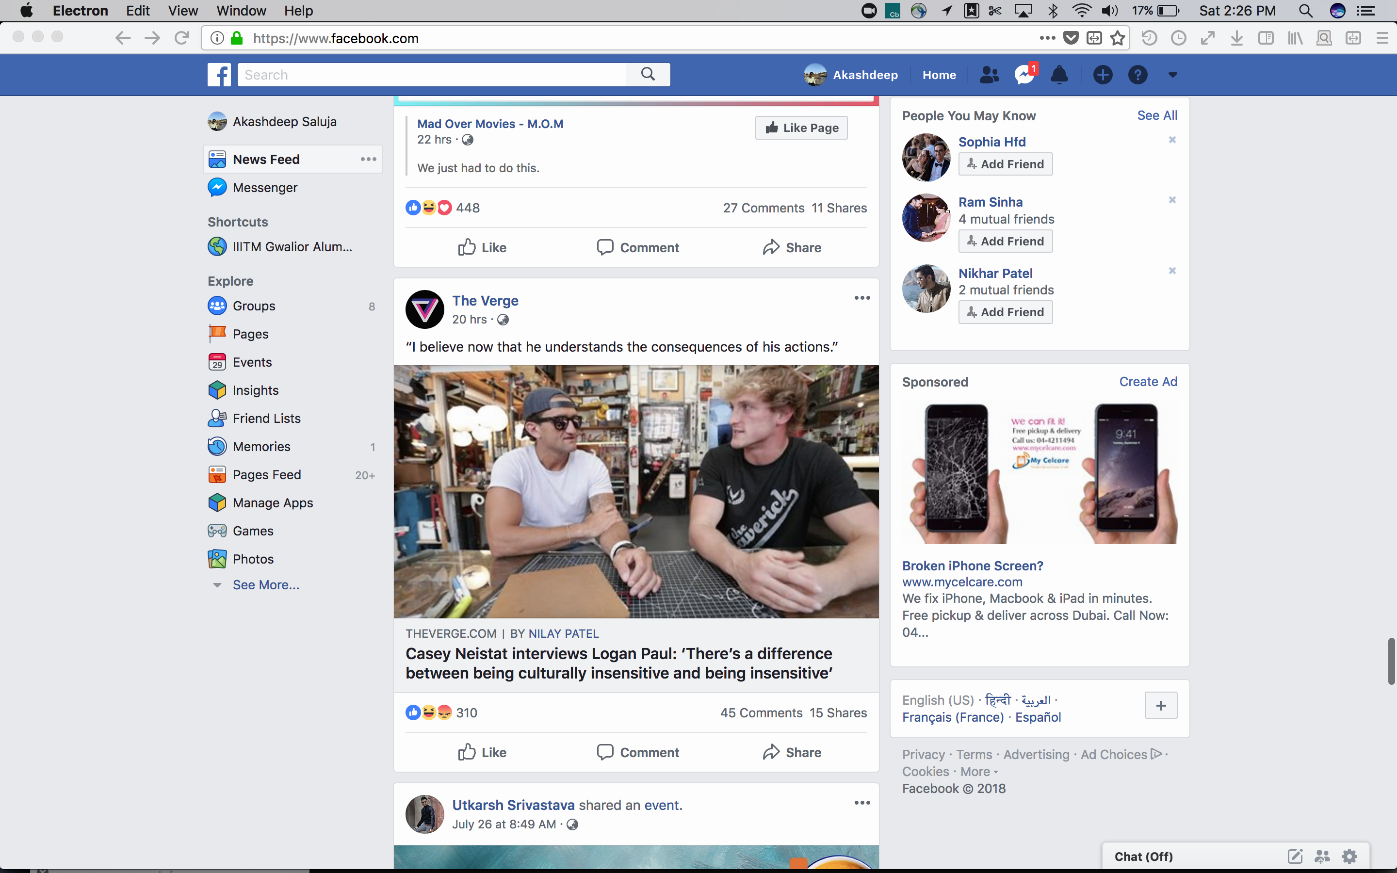 Electron Edit View Window Help
17% Sat 2:26 PM
https://www.facebook.com
Search
Akashdeep Home 1
Akashdeep Saluja
News Feed
Messenger
Shortcuts
IIITM Gwalior Alum...
Explore
Groups 8
Pages
Events
Insights
Friend Lists
Memories 1
Pages Feed 20+
Manage Apps
Games
Photos
See More...
Mad Over Movies - M.O.M
22 hrs ·
Like Page
We just had to do this.
448 27 Comments 11 Shares
Like Comment Share
The Verge
20 hrs ·
“I believe now that he understands the consequences of his actions.”
THEVERGE.COM | BY NILAY PATEL
Casey Neistat interviews Logan Paul: ‘There’s a difference
between being culturally insensitive and being insensitive’
310 45 Comments 15 Shares
Like Comment Share
Utkarsh Srivastava shared an event.
July 26 at 8:49 AM ·
People You May Know See All
Sophia Hfd
Add Friend
Ram Sinha
4 mutual friends
Add Friend
Nikhar Patel
2 mutual friends
Add Friend
Sponsored Create Ad
we can fit it!
Free pickup & delivery
Call us: 04-4211494
www.mycelcare.com
My Celcare
9:41
Broken iPhone Screen?
www.mycelcare.com
We fix iPhone, Macbook & iPad in minutes.
Free pickup & deliver across Dubai. Call Now:
04...
English (US) · हिन्दी · العربية ·
Français (France) · Español
Privacy · Terms · Advertising · Ad Choices ·
Cookies · More
Facebook © 2018
Chat (Off)